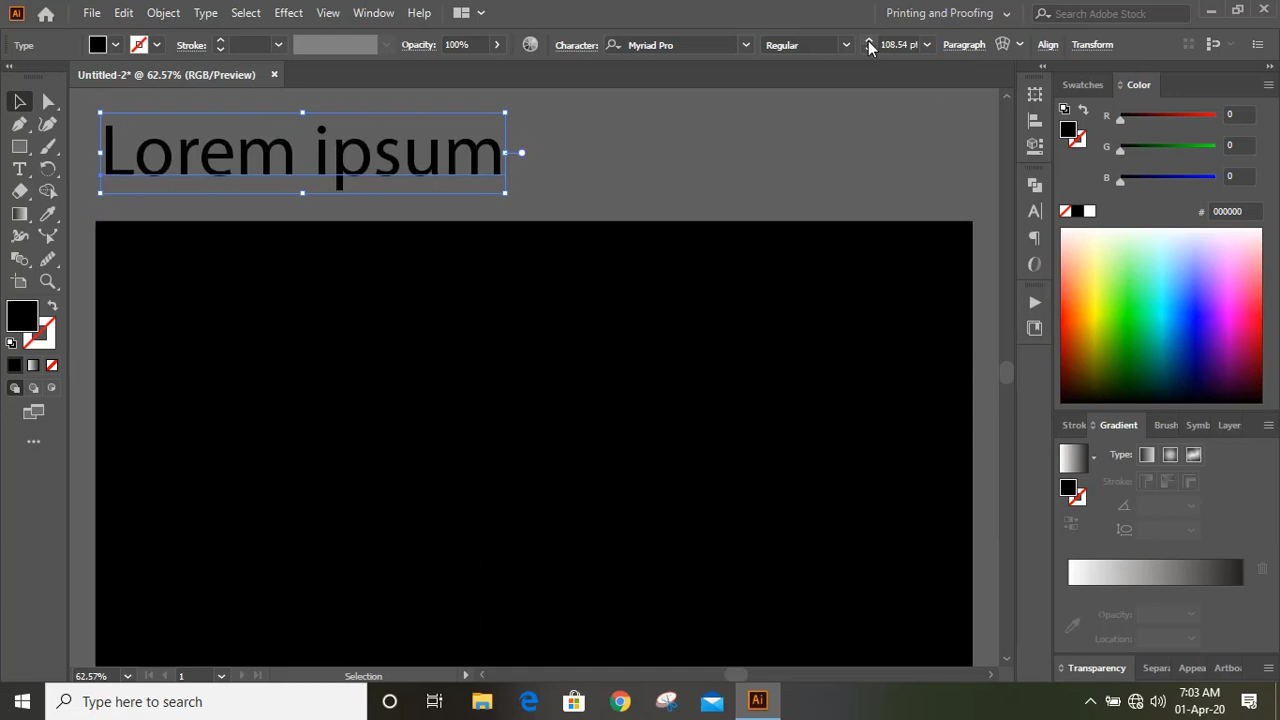 Ai File Edit Object Type Select Effect View Window Help Printing and Proofing Search Adobe Stock
Type Stroke: Opacity: 100% Character: Myriad Pro Regular 108.54 pt Paragraph Align Transform
Untitled-2* @ 62.57% (RGB/Preview)
Swatches Color
Lorem ipsum
R 0
G 0
B 0
# 000000
Strok Gradient Brush Symb Layer
Type:
Stroke:
Opacity:
Location:
Transparency Separa Appea Artboa
62.57% 1 Selection
Type here to search
Ai
7:03 AM
01-Apr-20